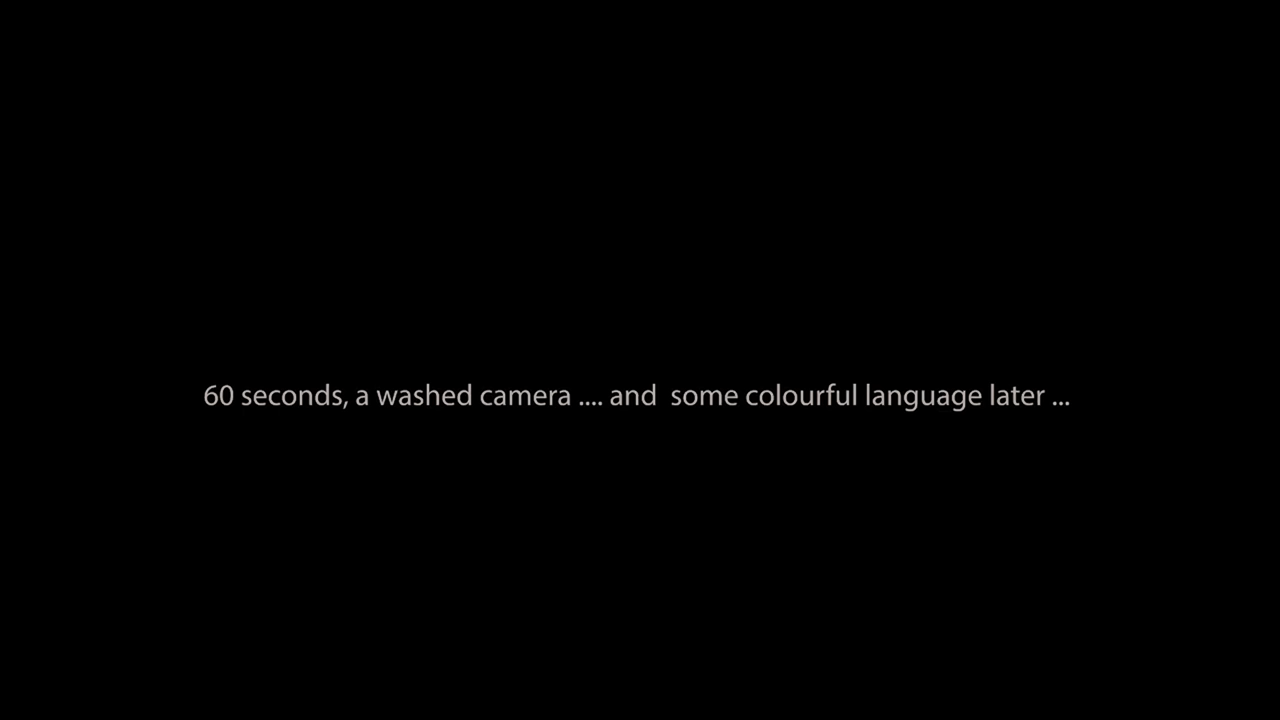 60 seconds, a washed camera .... and  some colourful language later ...